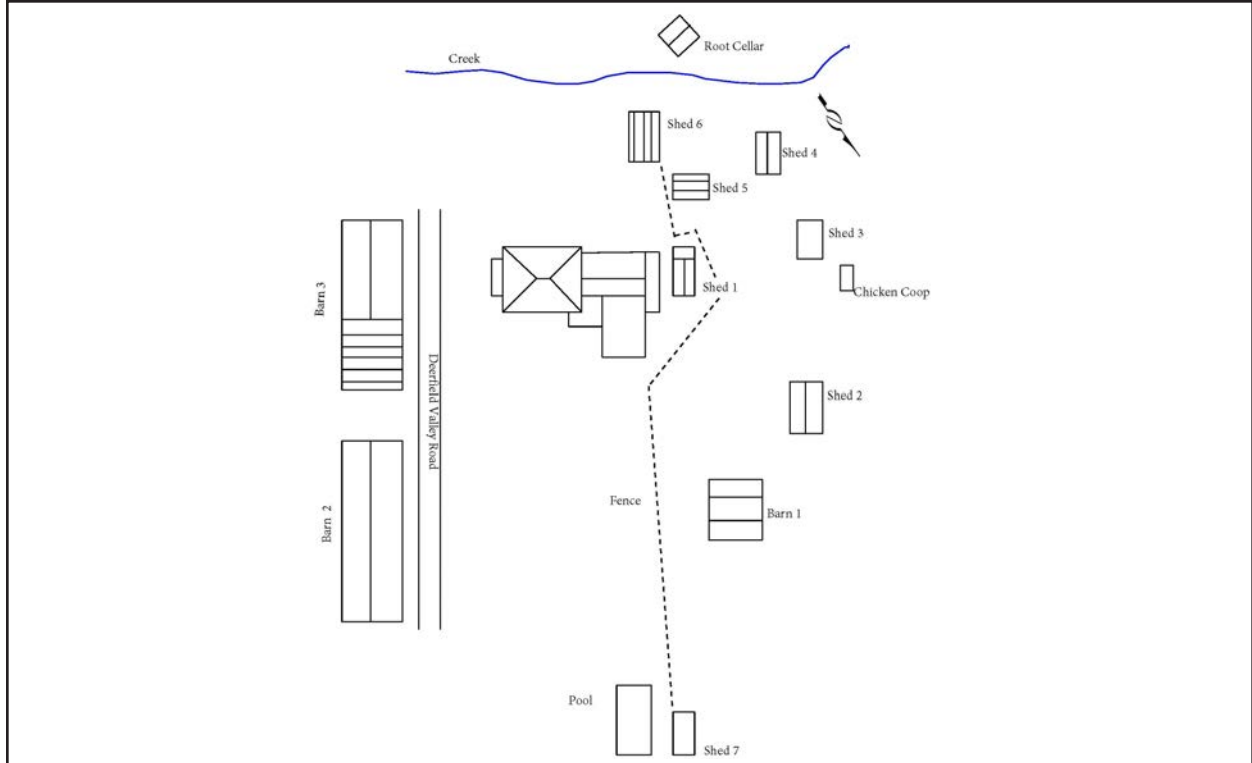 Root Cellar
Creek
Shed 6
Shed 4
Shed 5
Shed 3
Barn 3
Shed 1
Chicken Coop
Deerfield Valley Road
Shed 2
Fence
Barn 1
Barn 2
Pool
Shed 7